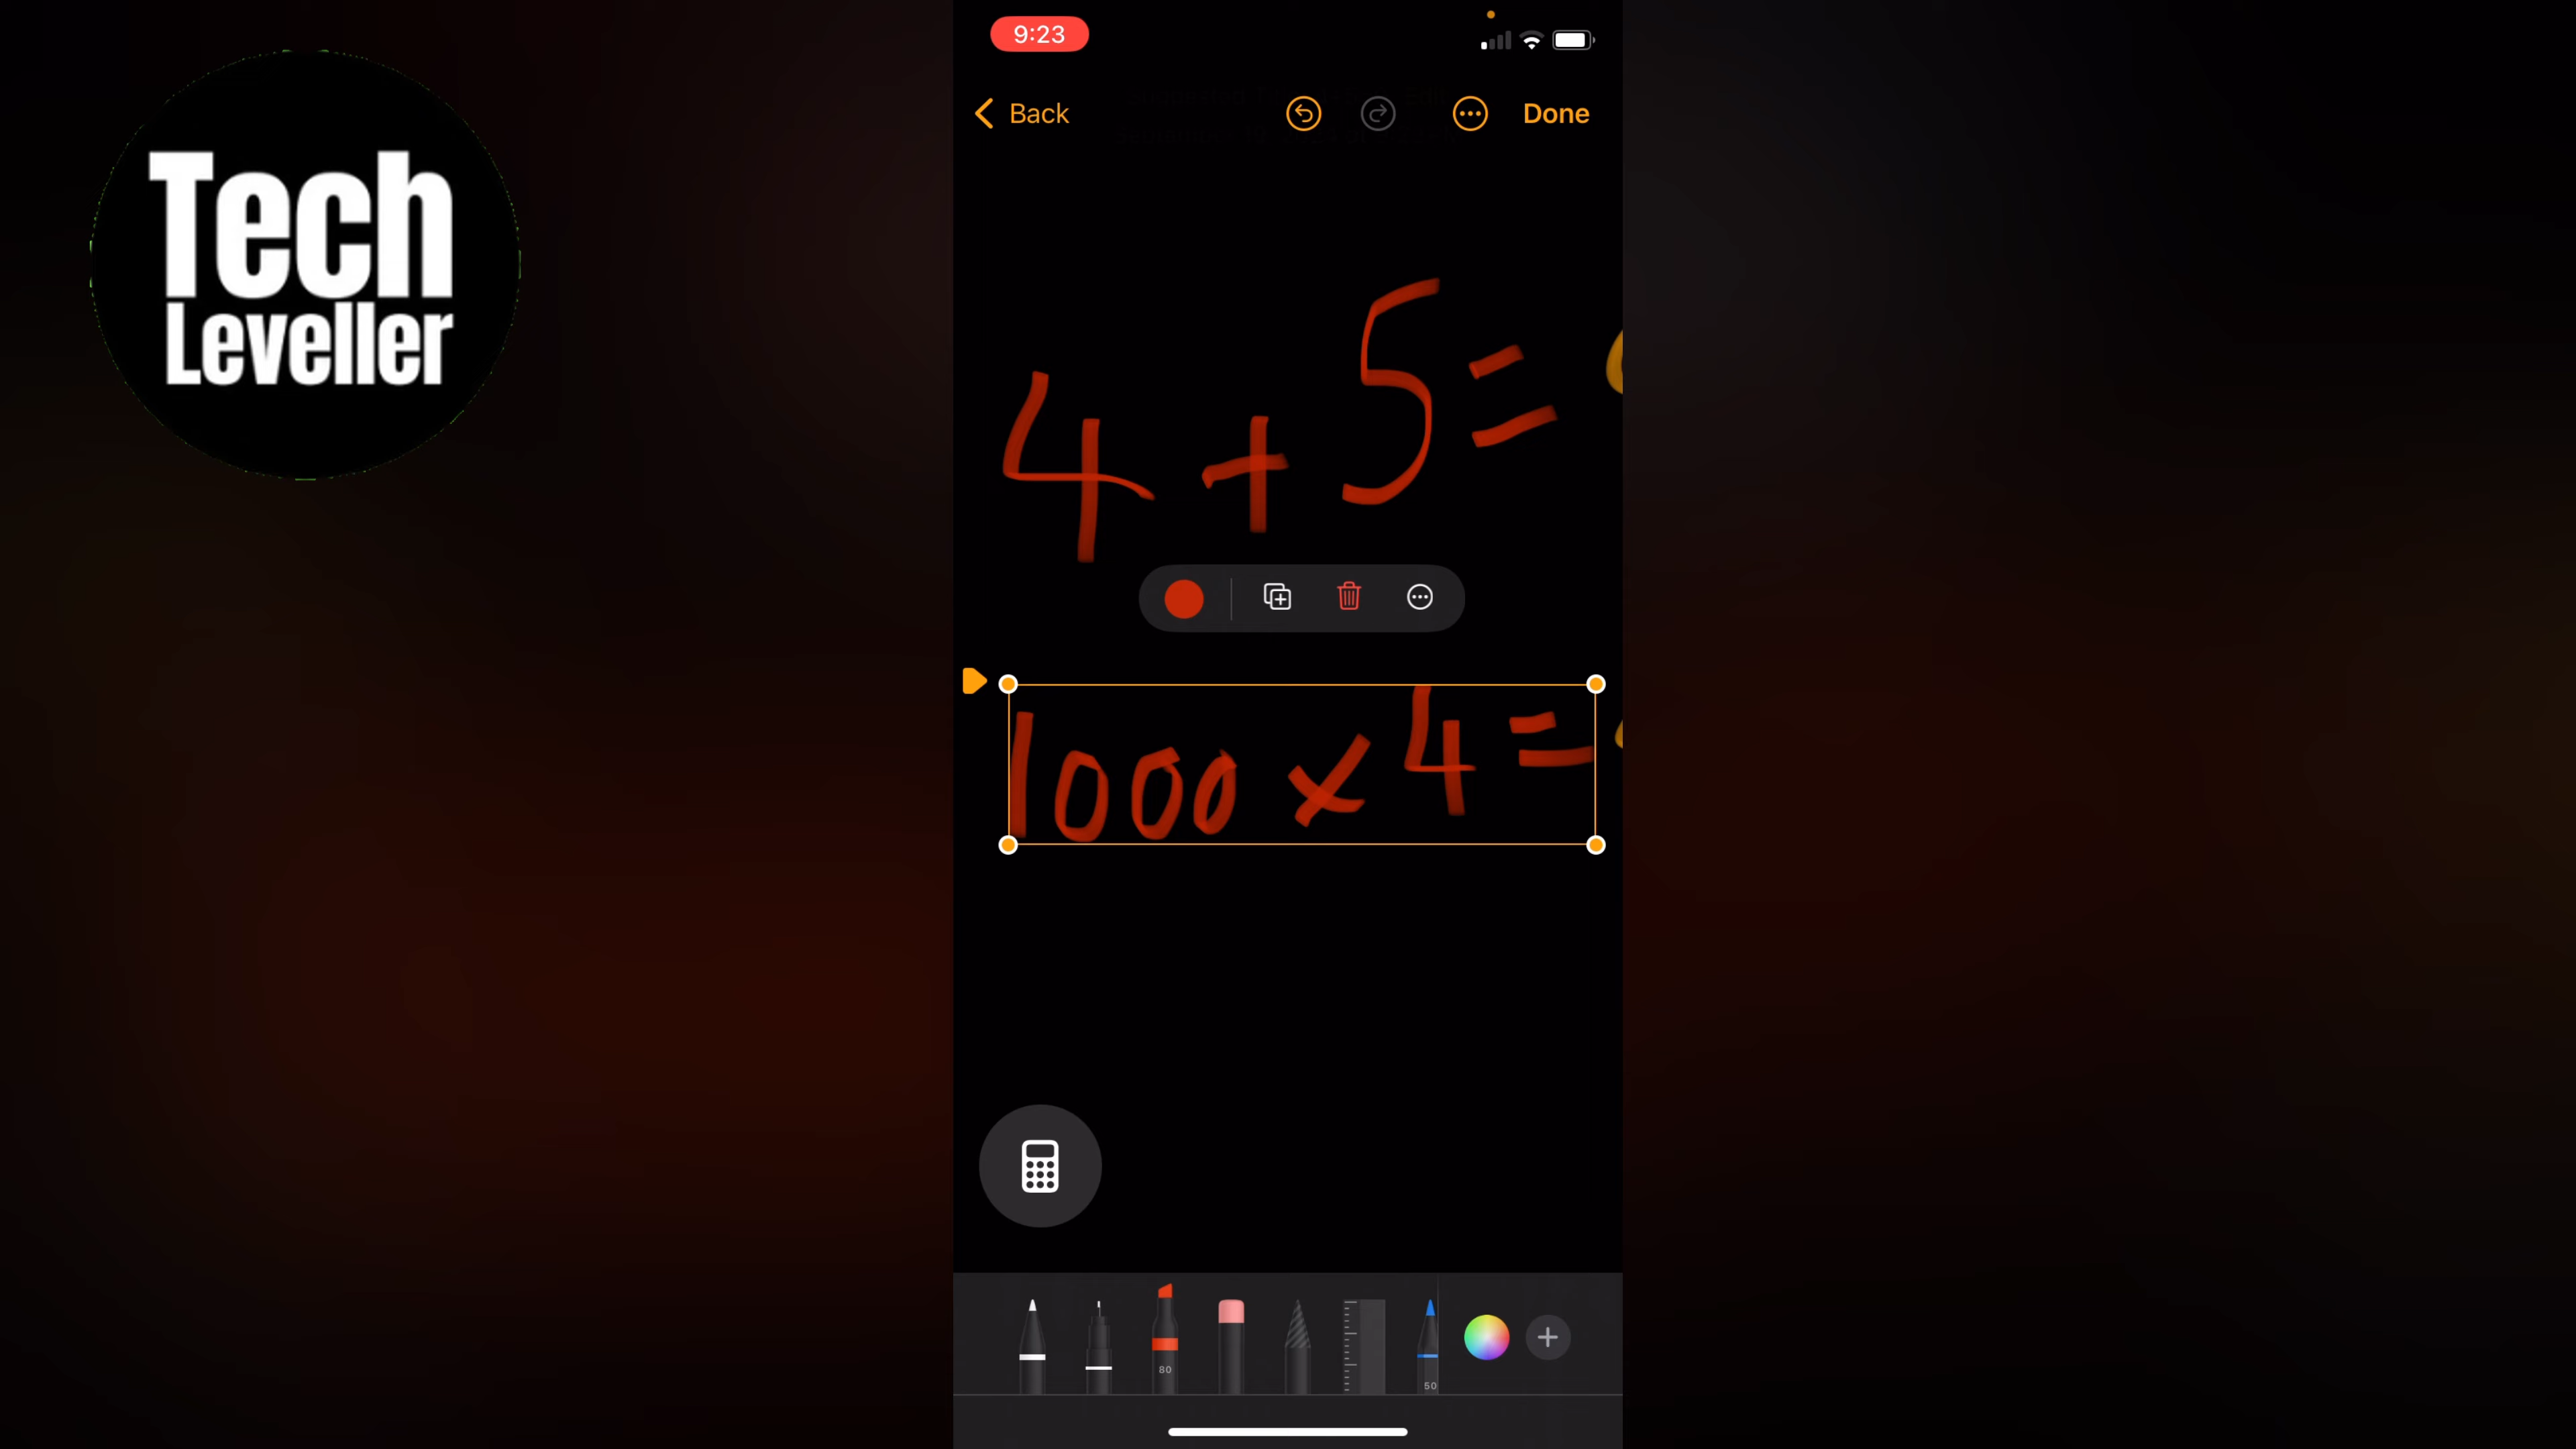 Tech
Leveller
9:23
Back
Done
4 + 5 =
1000 × 4 =
80
50